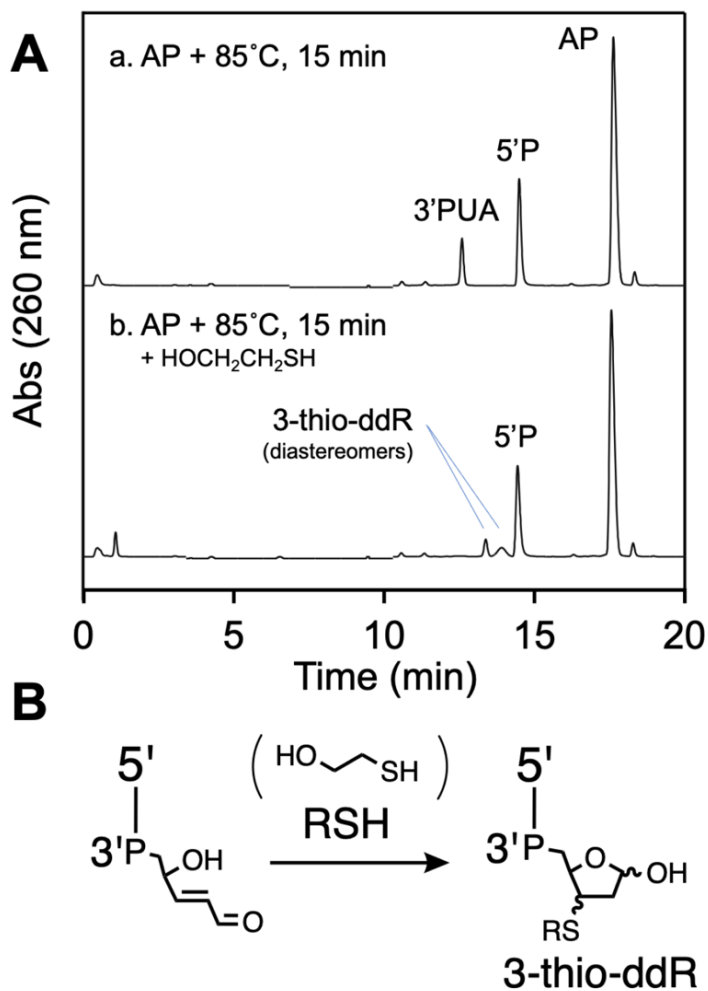 A
a. AP + 85˚C, 15 min
AP
5'P
3'PUA
b. AP + 85˚C, 15 min
+ HOCH₂CH₂SH
3-thio-ddR
(diastereomers)
5'P
Abs (260 nm)
0 5 10 15 20
Time (min)
B
5'
3'P
OH
O
( HO SH )
RSH
5'
3'P
O
OH
RS
3-thio-ddR